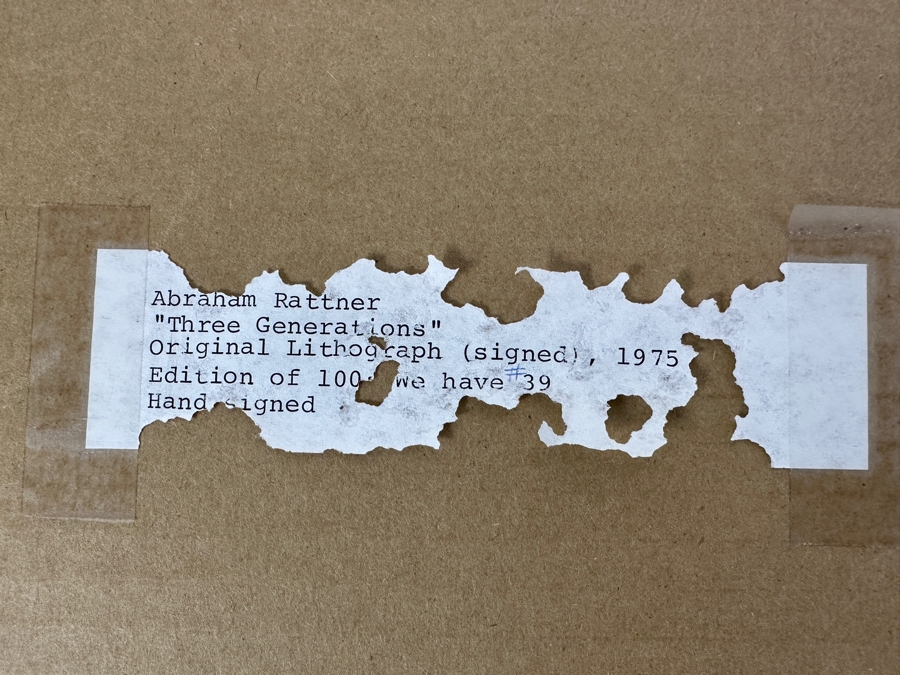 Abraham Rattner
"Three Generations"
Original Lithograph (signed), 1975
Edition of 100; We have #39
Hand signed